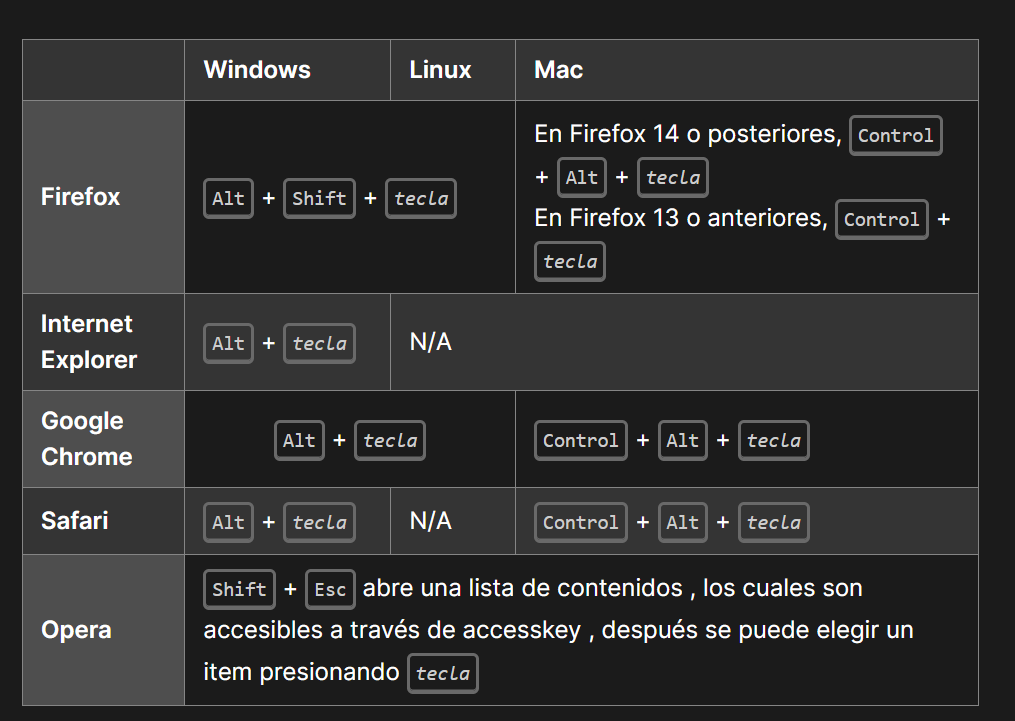 Windows Linux Mac
Firefox
Alt + Shift + tecla
En Firefox 14 o posteriores, Control
+ Alt + tecla
En Firefox 13 o anteriores, Control +
tecla
Internet
Explorer
Alt + tecla
N/A
Google
Chrome
Alt + tecla
Control + Alt + tecla
Safari
Alt + tecla
N/A
Control + Alt + tecla
Opera
Shift + Esc abre una lista de contenidos , los cuales son
accesibles a través de accesskey , después se puede elegir un
item presionando tecla